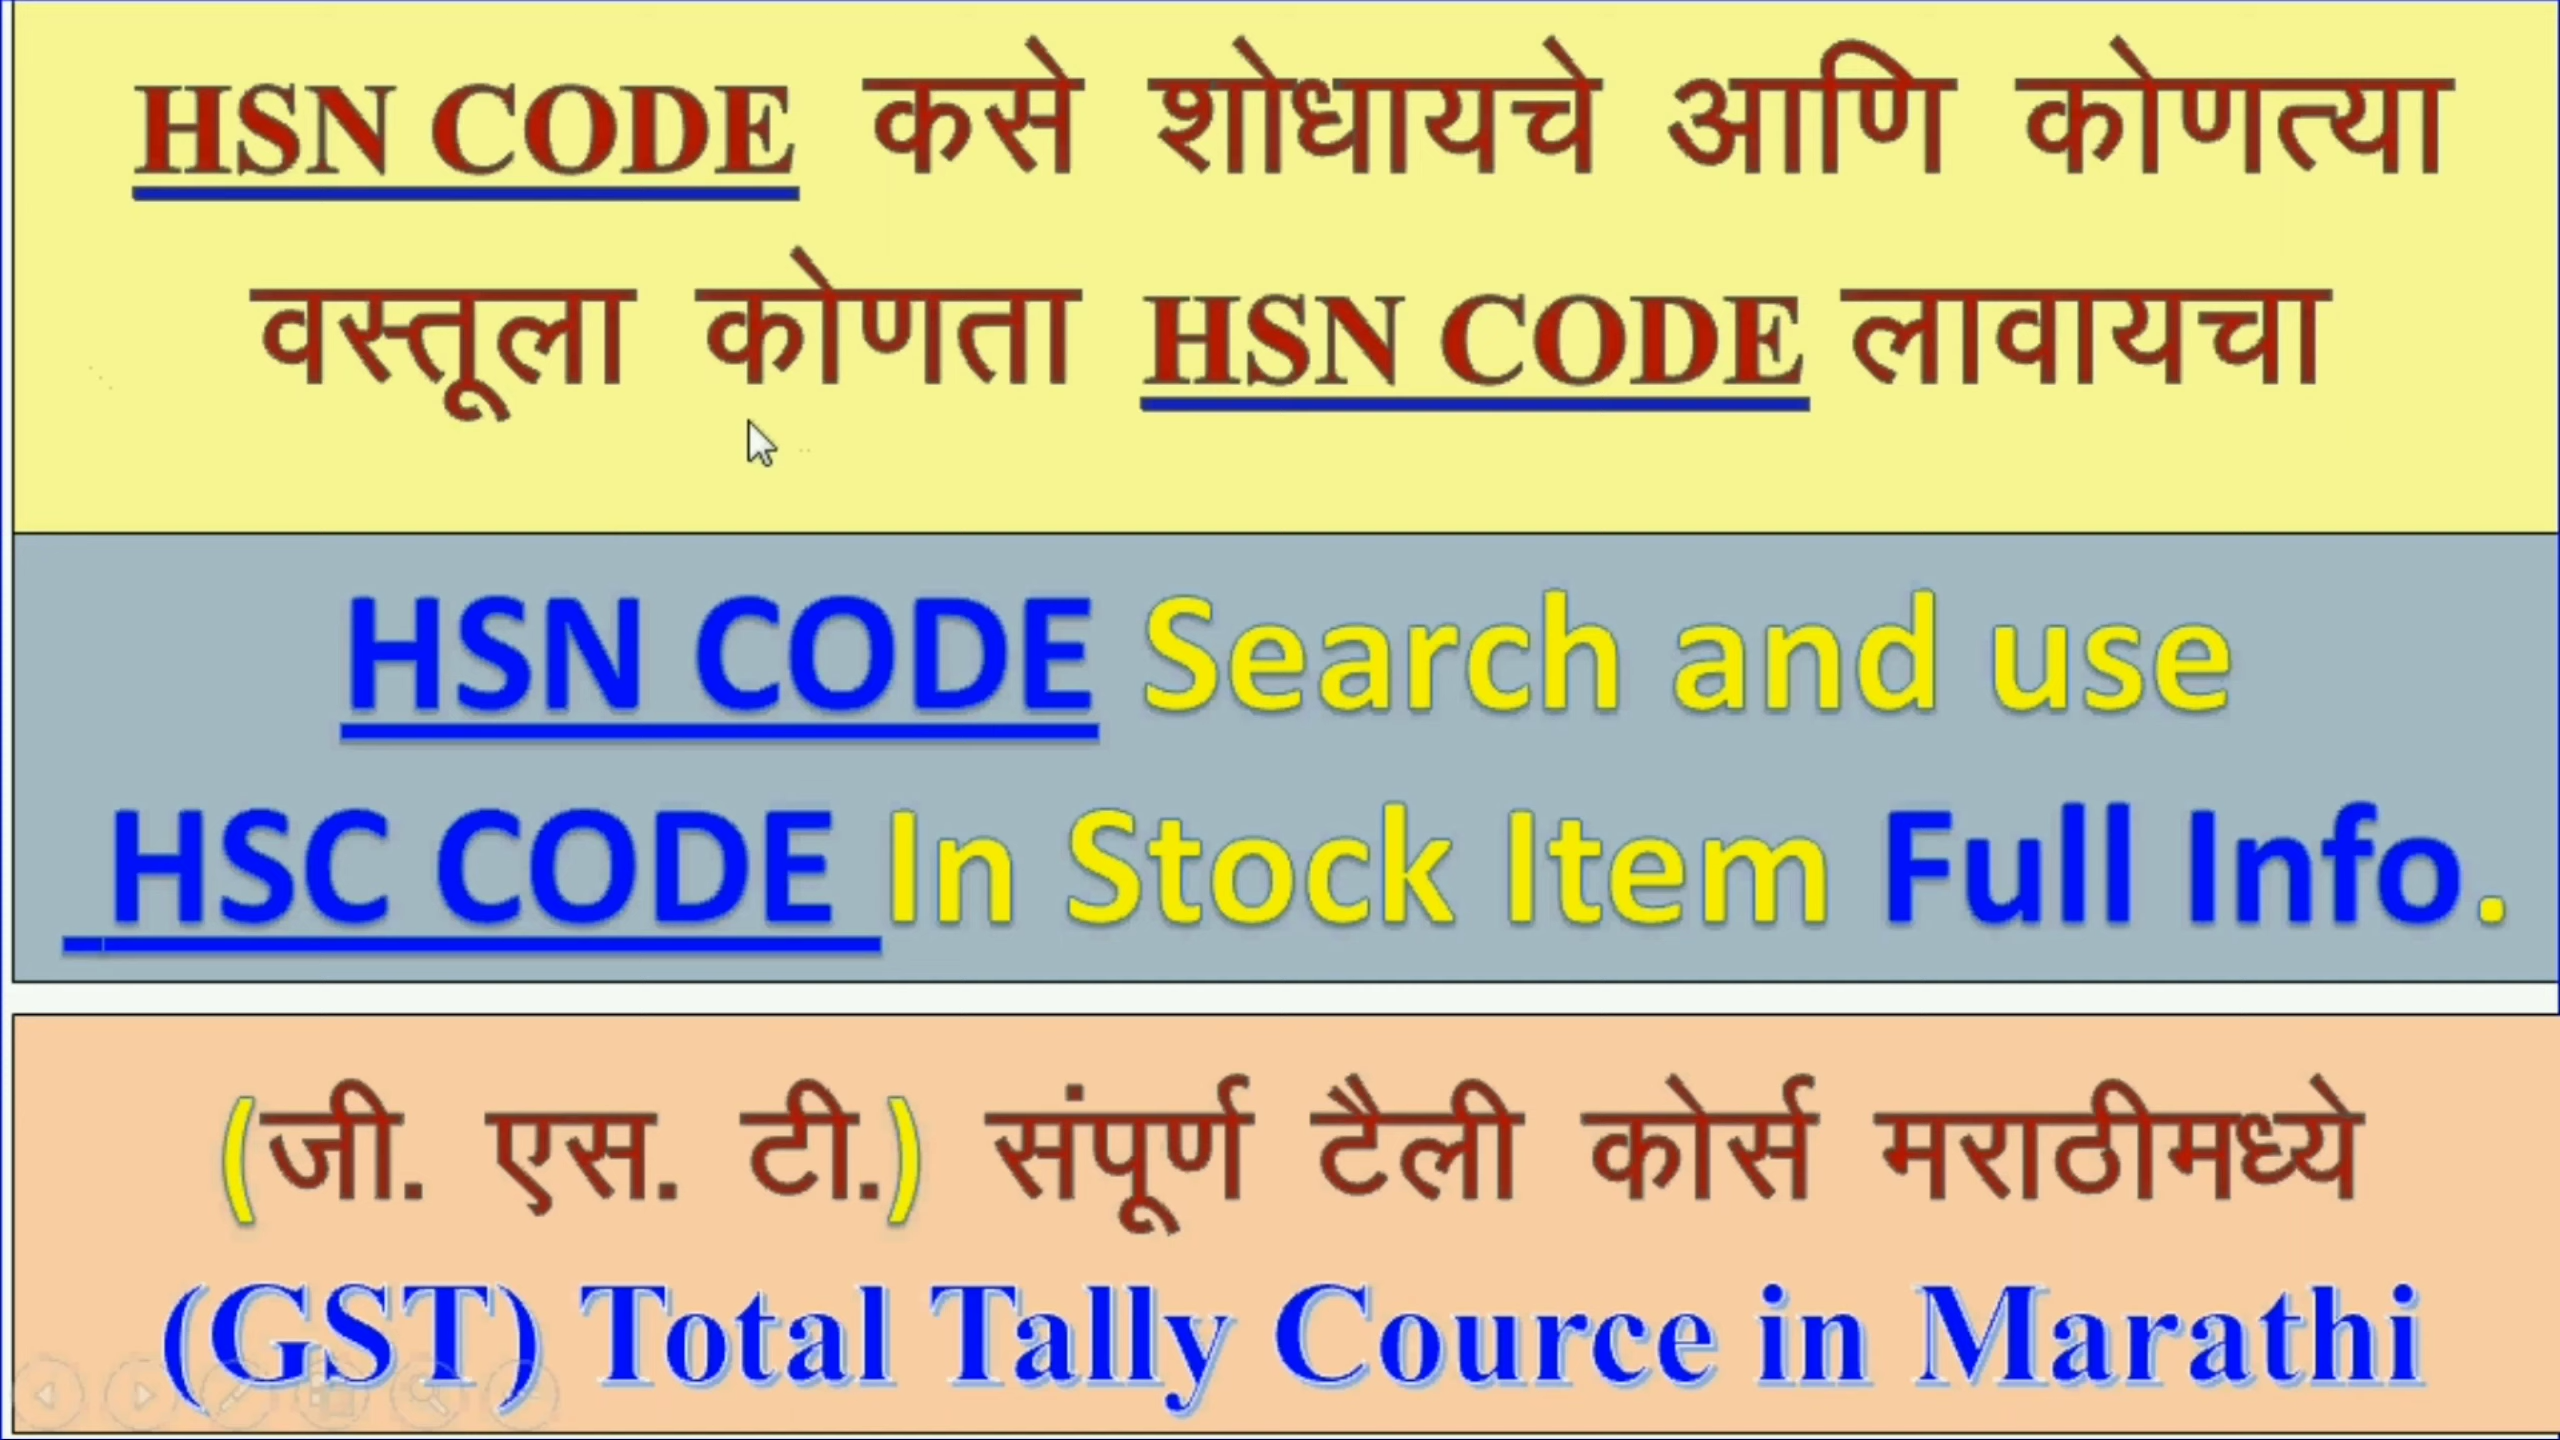 HSN CODE कसे शोधायचे आणि कोणत्या
वस्तूला कोणता HSN CODE लावायचा
HSN CODE Search and use
HSC CODE In Stock Item Full Info.
(जी. एस. टी.) संपूर्ण टैली कोर्स मराठीमध्ये
(GST) Total Tally Cource in Marathi